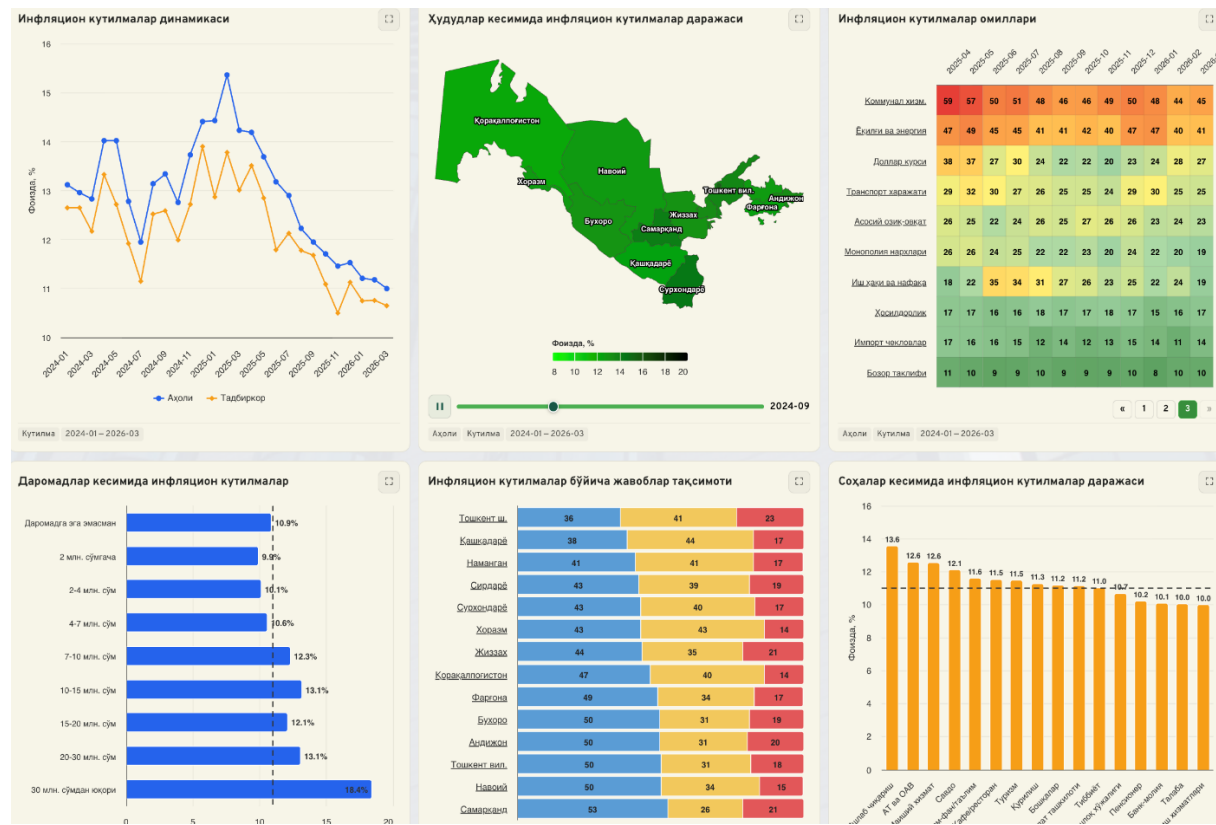 Инфляцион кутилмалар динамикаси
16
15
14
13
12
11
10
Фоизда, %
2024-01
2024-03
2024-05
2024-07
2024-09
2024-11
2025-01
2025-03
2025-05
2025-07
2025-09
2025-11
2026-01
2026-03
Аҳоли Тадбиркор
Кутилма 2024-01 – 2026-03
Ҳудудлар кесимида инфляцион кутилмалар даражаси
Қорақалпоғистон
Хоразм
Навоий
Бухоро
Самарқанд
Жиззах
Тошкент вил.
Андижон
Фарғона
Қашқадарё
Сурхондарё
Фоизда, %
8 10 12 14 16 18 20
2024-09
Аҳоли Кутилма 2024-01 – 2026-03
Инфляцион кутилмалар омиллари
2025-04 2025-05 2025-06 2025-07 2025-08 2025-09 2025-10 2025-11 2025-12 2026-01 2026-02
Коммунал хизм. 59 57 50 51 48 46 46 49 50 48 44 45
Ёқилғи ва энергия 47 49 45 45 41 41 42 40 47 47 40 41
Доллар курси 38 37 27 30 24 22 22 20 23 24 28 27
Транспорт харажати 29 32 30 27 26 25 25 24 29 30 25 25
Асосий озиқ-овқат 26 25 22 24 26 25 27 26 26 23 24 23
Монополия нархлари 26 26 24 25 22 22 23 20 24 22 20 19
Иш ҳақи ва нафақа 18 22 35 34 31 27 26 23 25 22 24 19
Ҳосилдорлик 17 17 16 16 18 17 17 18 17 15 16 17
Импорт чекловлар 17 16 16 15 12 14 12 13 15 14 11 14
Бозор таклифи 11 10 9 9 10 9 9 9 10 8 10 10
« 1 2 3 »
Аҳоли Кутилма 2024-01 – 2026-03
Даромадлар кесимида инфляцион кутилмалар
Даромадга эга эмасман 10.9%
2 млн. сўмгача 9.9%
2-4 млн. сўм 10.1%
4-7 млн. сўм 10.6%
7-10 млн. сўм 12.3%
10-15 млн. сўм 13.1%
15-20 млн. сўм 12.1%
20-30 млн. сўм 13.1%
30 млн. сўмдан юқори 18.4%
0 5 10 15 20
Инфляцион кутилмалар бўйича жавоблар тақсимоти
Тошкент ш. 36 41 23
Қашқадарё 38 44 17
Наманган 41 41 17
Сирдарё 43 39 19
Сурхондарё 43 40 17
Хоразм 43 43 14
Жиззах 44 35 21
Қорақалпоғистон 47 40 14
Фарғона 49 34 17
Бухоро 50 31 19
Андижон 50 31 20
Тошкент вил. 50 31 18
Навоий 50 34 15
Самарқанд 53 26 21
Соҳалар кесимида инфляцион кутилмалар даражаси
16
14
12
10
8
6
4
2
0
Фоизда, %
13.6 12.6 12.6 12.1 11.6 11.5 11.5 11.3 11.2 11.2 11.0 10.7 10.2 10.1 10.0 10.0
АТ ва ОАВ
Савдо
Кафе/ресторан
Туризм
Қурилиш
Бошқалар
Тиббиёт
Пенсионер
Банк-молия
Талаба